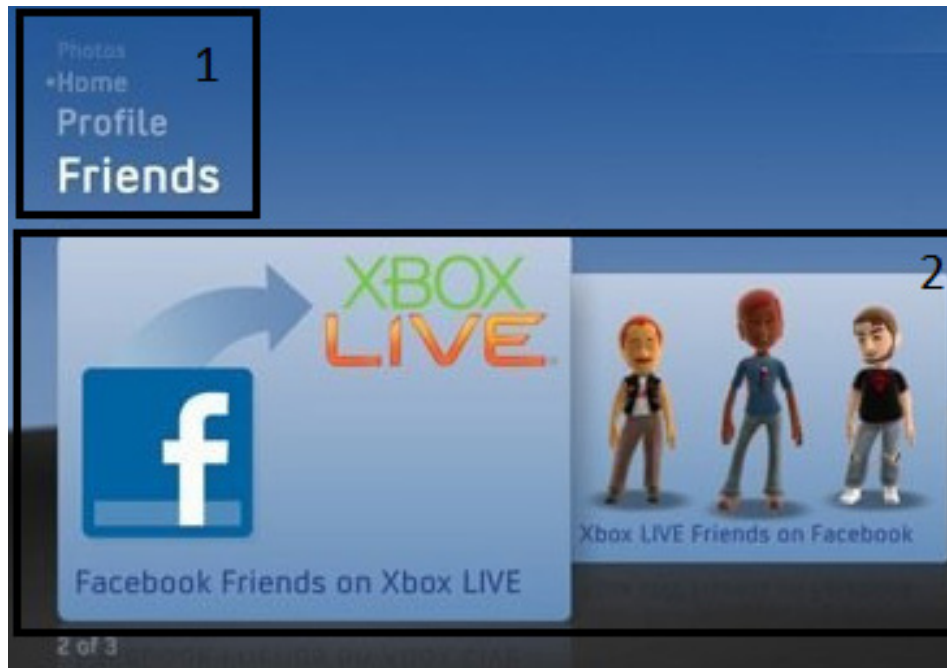 Photos
1
•Home
Profile
Friends
2
XBOX
LIVE
f
Xbox LIVE Friends on Facebook
Facebook Friends on Xbox LIVE
2 of 3